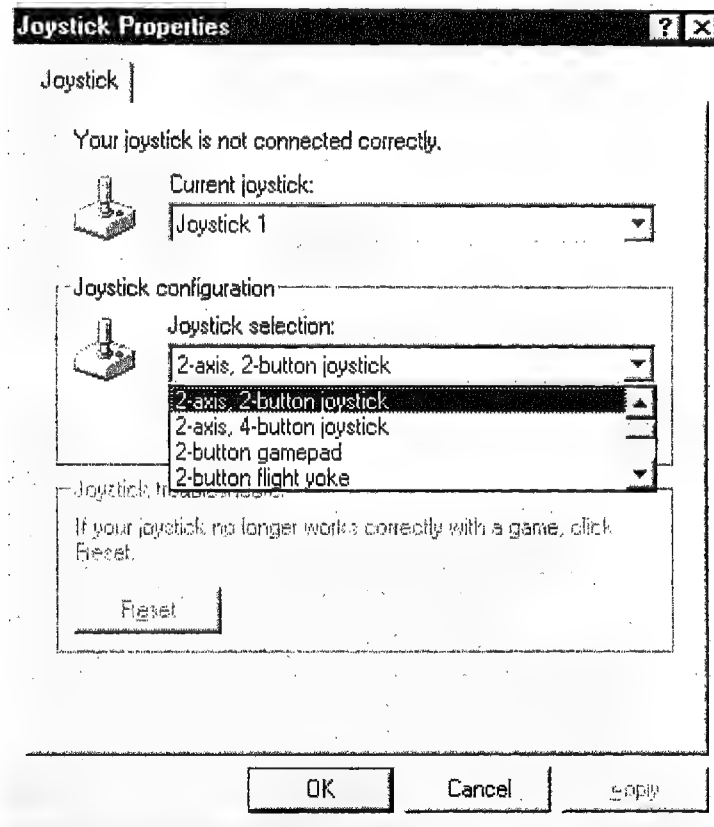 Joystick Properties
Joystick
Your joystick is not connected correctly.
Current joystick:
Joystick 1
Joystick configuration
Joystick selection:
2-axis, 2-button joystick
2-axis, 2-button joystick
2-axis, 4-button joystick
2-button gamepad
2-button flight yoke
Joystick
If your joystick no longer works correctly with a game, click
Reset.
Reset
OK
Cancel
Apply